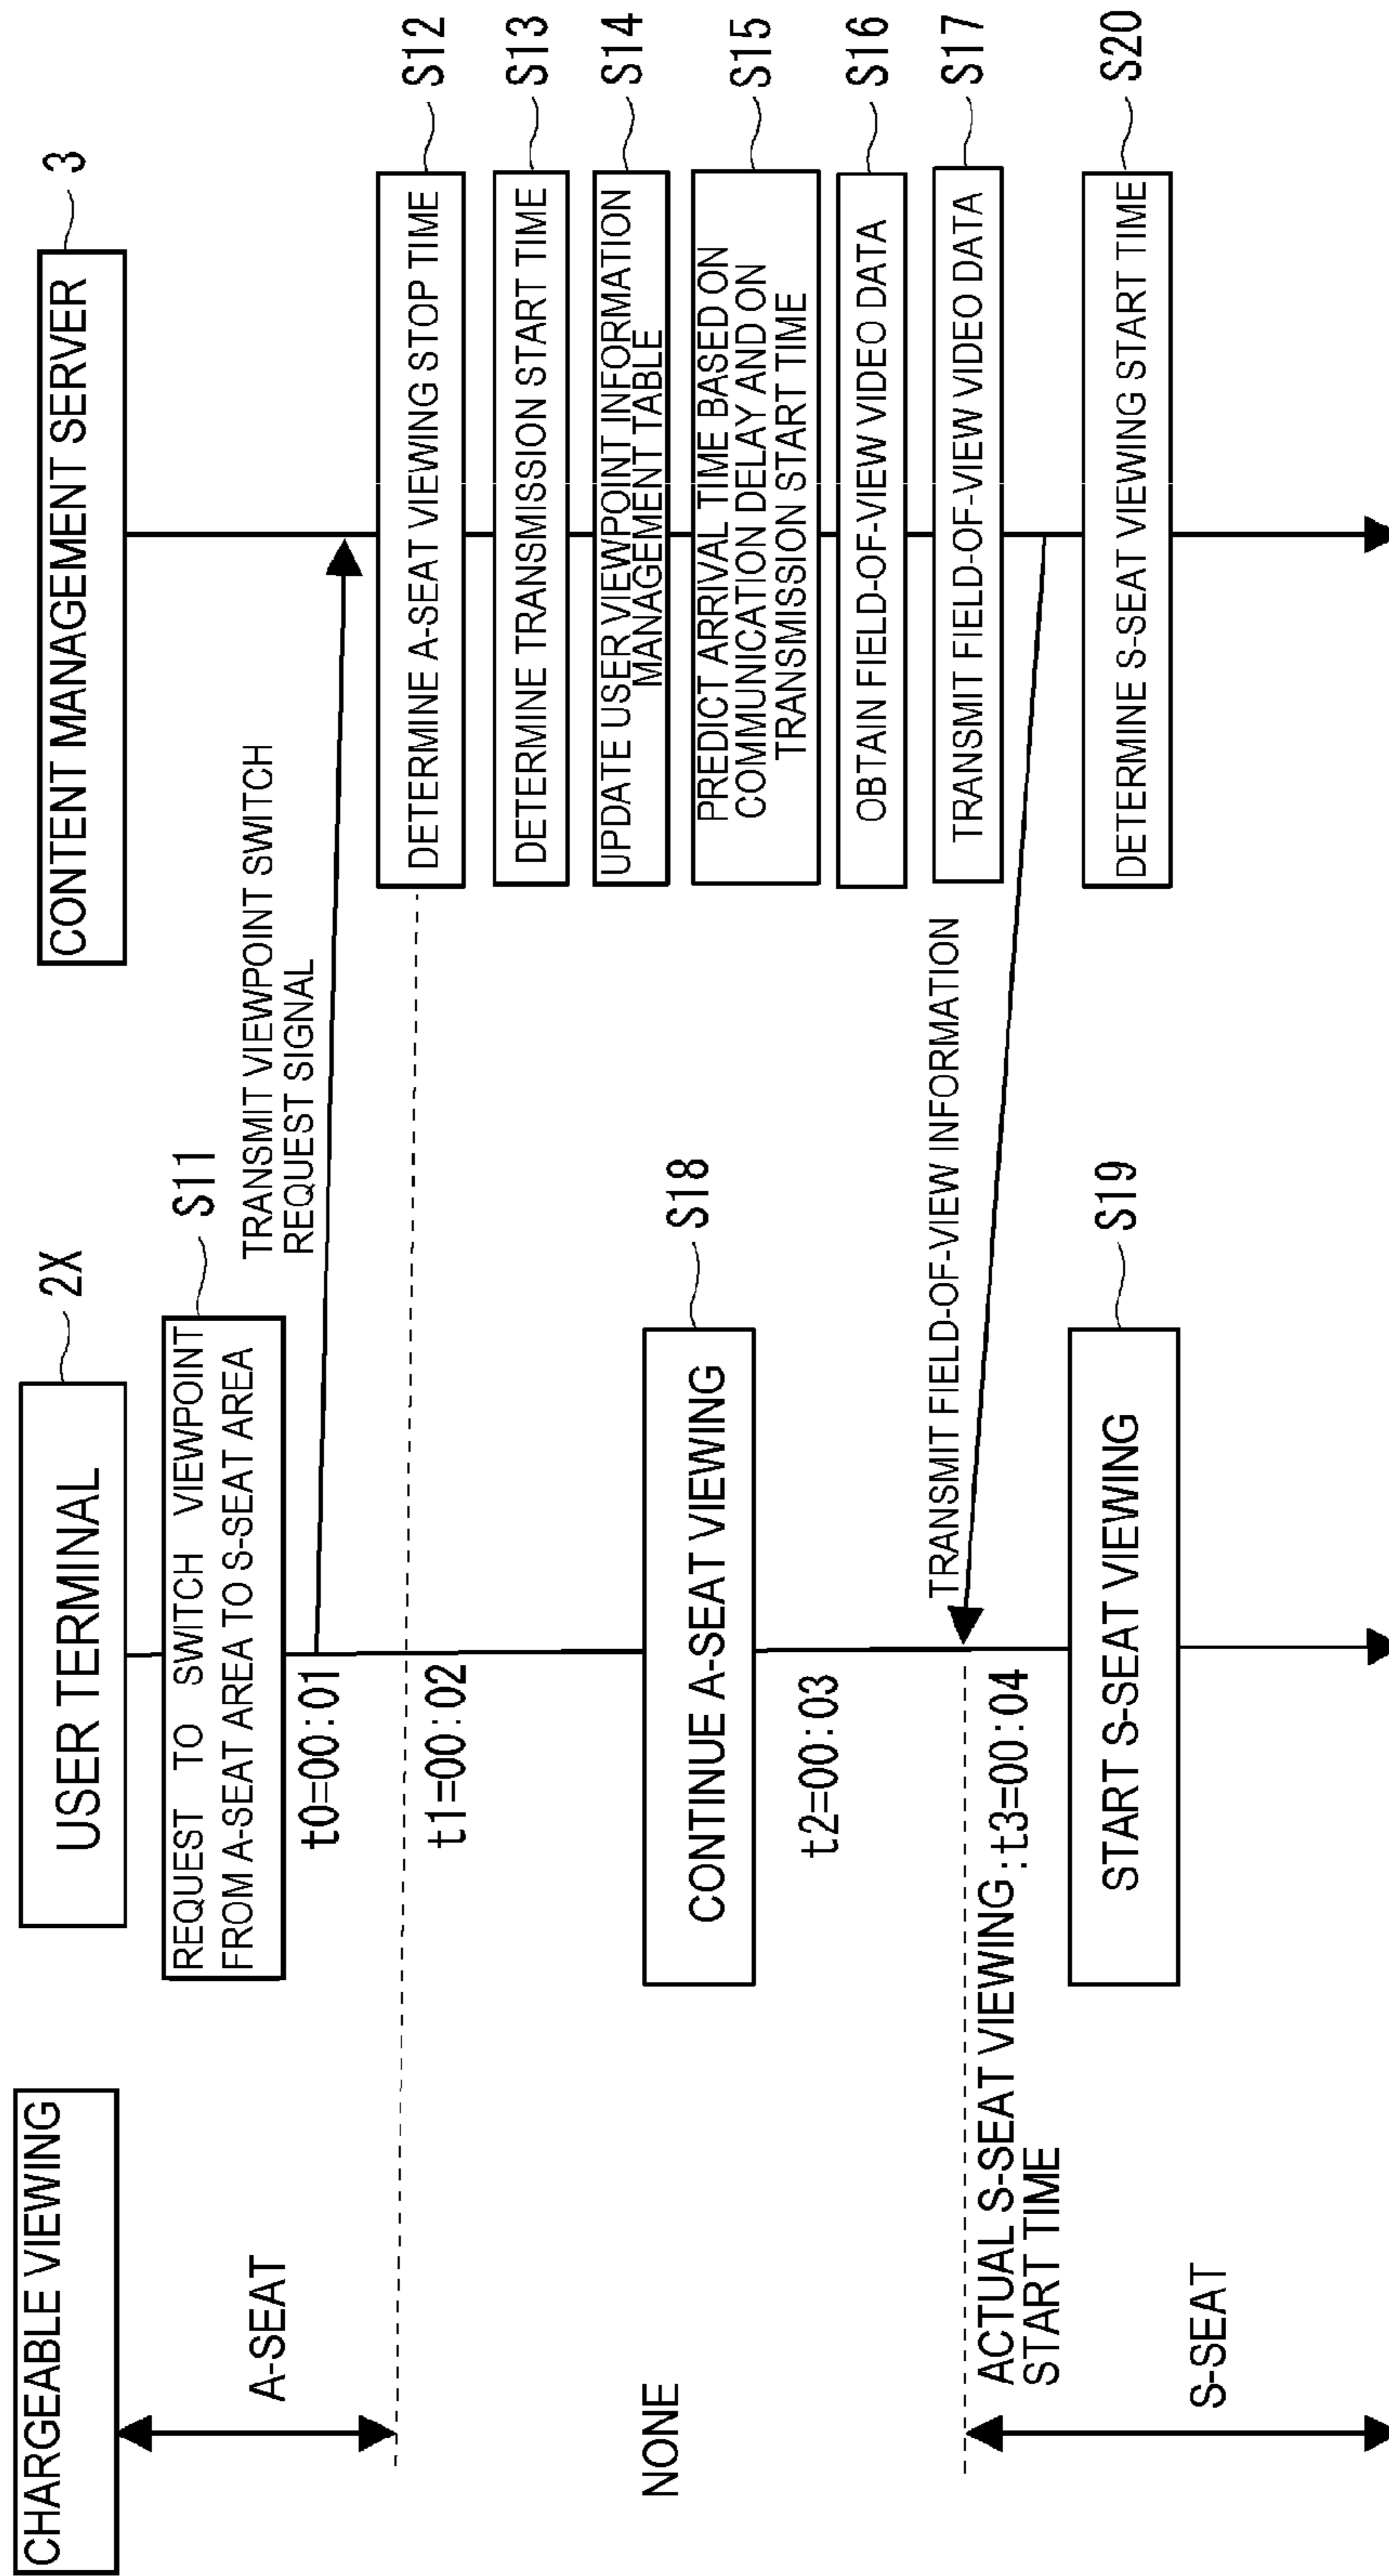 CHARGEABLE VIEWING
USER TERMINAL
2X
CONTENT MANAGEMENT SERVER
3
REQUEST TO SWITCH VIEWPOINT
FROM A-SEAT AREA TO S-SEAT AREA
S11
TRANSMIT VIEWPOINT SWITCH
REQUEST SIGNAL
t0=00:01
A-SEAT
t1=00:02
DETERMINE A-SEAT VIEWING STOP TIME
S12
DETERMINE TRANSMISSION START TIME
S13
UPDATE USER VIEWPOINT INFORMATION
MANAGEMENT TABLE
S14
NONE
CONTINUE A-SEAT VIEWING
S18
PREDICT ARRIVAL TIME BASED ON
COMMUNICATION DELAY AND ON
TRANSMISSION START TIME
S15
t2=00:03
OBTAIN FIELD-OF-VIEW VIDEO DATA
S16
TRANSMIT FIELD-OF-VIEW INFORMATION
TRANSMIT FIELD-OF-VIEW VIDEO DATA
S17
ACTUAL S-SEAT VIEWING :t3=00:04
START TIME
START S-SEAT VIEWING
S19
DETERMINE S-SEAT VIEWING START TIME
S20
S-SEAT